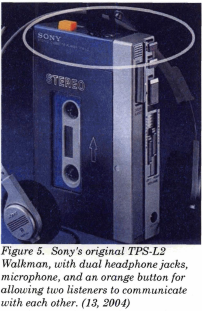 SONY
STEREO
Figure 5. Sony's original TPS-L2
Walkman, with dual headphone jacks,
microphone, and an orange button for
allowing two listeners to communicate
with each other. (13, 2004)